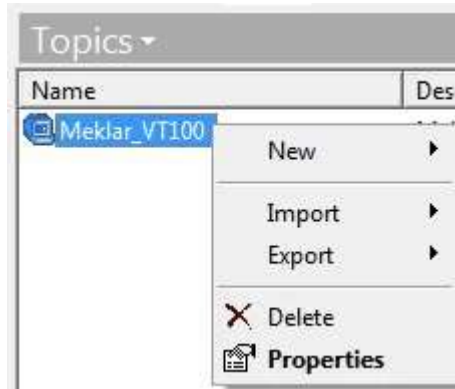 Topics
Name Des
Meklar_VT100
New
Import
Export
Delete
Properties